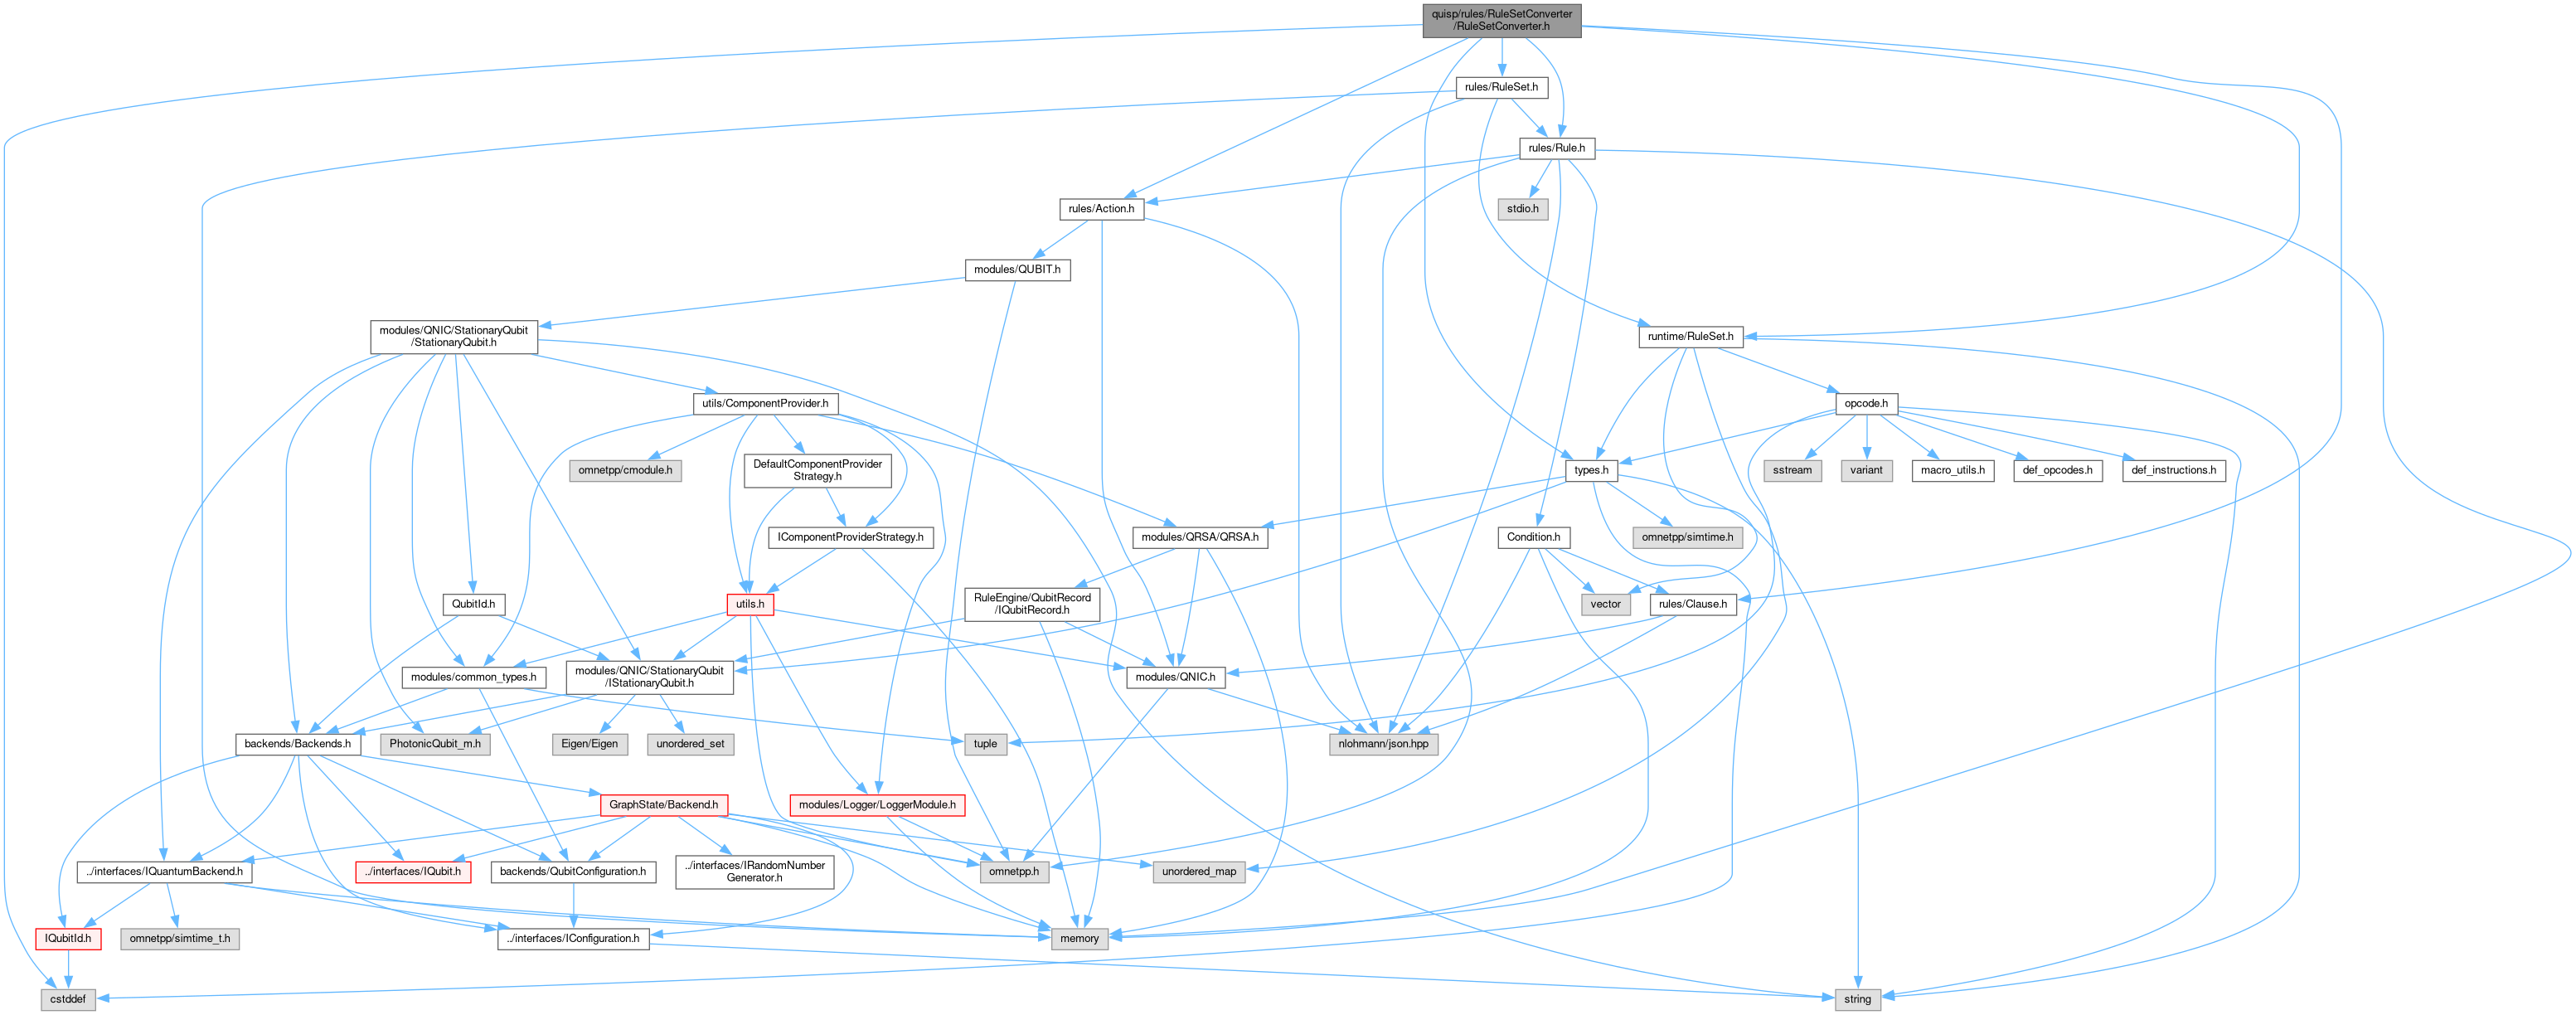 quisp/rules/RuleSetConverter
/RuleSetConverter.h
rules/RuleSet.h
rules/Rule.h
rules/Action.h
stdio.h
modules/QUBIT.h
modules/QNIC/StationaryQubit
/StationaryQubit.h
runtime/RuleSet.h
utils/ComponentProvider.h
opcode.h
omnetpp/cmodule.h
DefaultComponentProvider
Strategy.h
types.h
sstream
variant
macro_utils.h
def_opcodes.h
def_instructions.h
IComponentProviderStrategy.h
modules/QRSA/QRSA.h
Condition.h
omnetpp/simtime.h
QubitId.h
utils.h
RuleEngine/QubitRecord
/IQubitRecord.h
vector
rules/Clause.h
modules/common_types.h
modules/QNIC/StationaryQubit
/IStationaryQubit.h
modules/QNIC.h
backends/Backends.h
PhotonicQubit_m.h
Eigen/Eigen
unordered_set
tuple
nlohmann/json.hpp
GraphState/Backend.h
modules/Logger/LoggerModule.h
../interfaces/IQuantumBackend.h
../interfaces/IQubit.h
backends/QubitConfiguration.h
../interfaces/IRandomNumber
Generator.h
omnetpp.h
unordered_map
IQubitId.h
omnetpp/simtime_t.h
../interfaces/IConfiguration.h
memory
cstddef
string